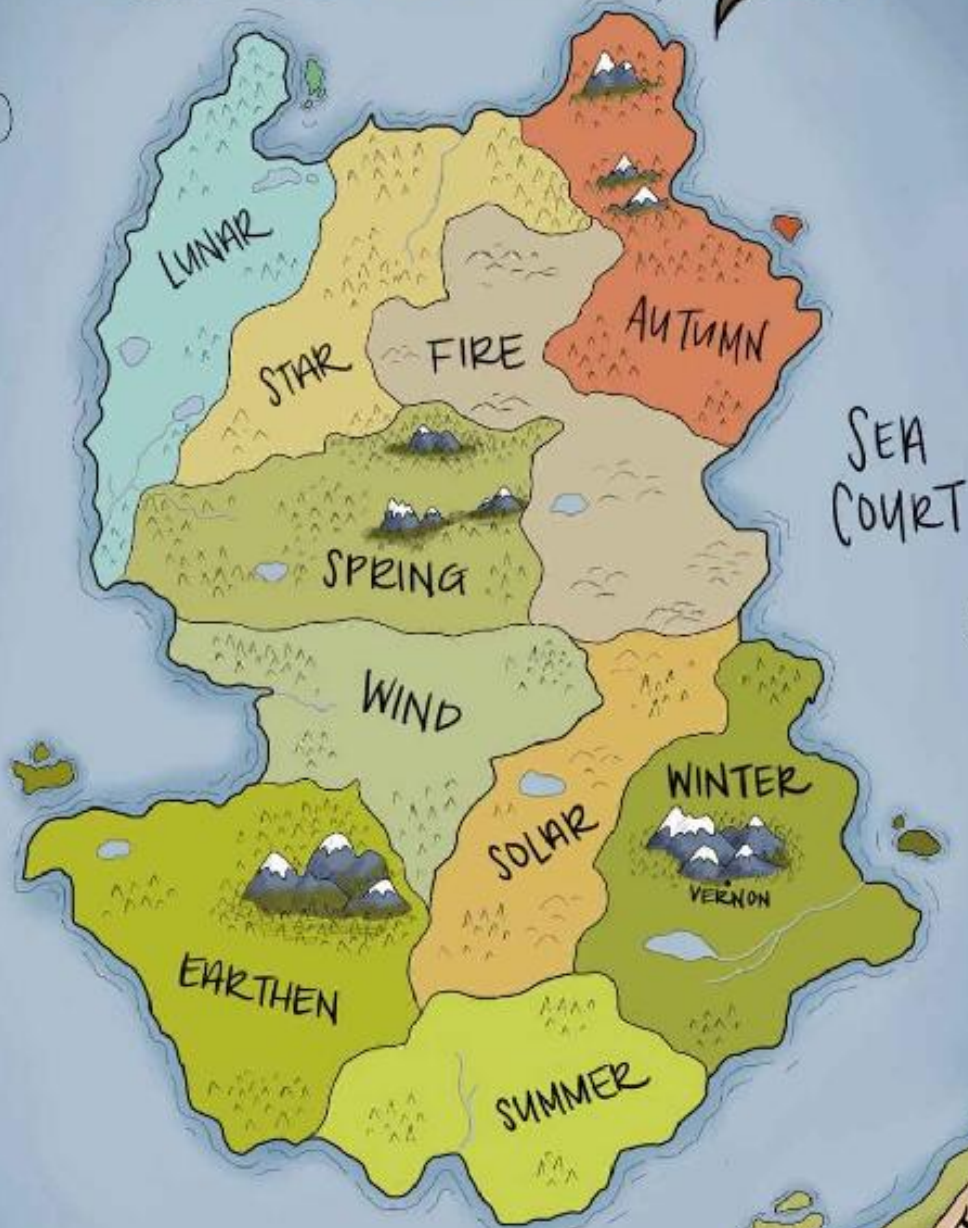 LUNAR
STAR
FIRE
AUTUMN
SEA
COURT
SPRING
WIND
WINTER
SOLAR
VERNON
EARTHEN
SUMMER